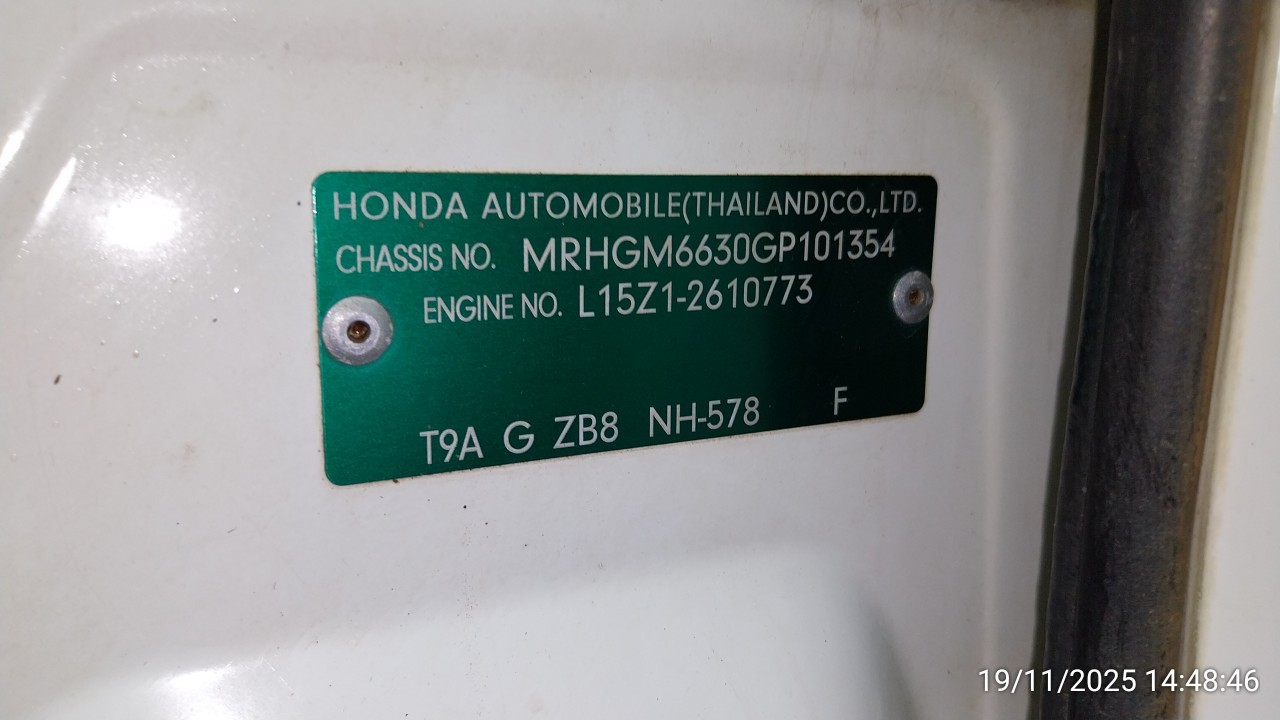 HONDA AUTOMOBILE(THAILAND)CO.,LTD.
CHASSIS NO. MRHGM6630GP101354
ENGINE NO. L15Z1-2610773
T9A G ZB8 NH-578 F
19/11/2025 14:48:46